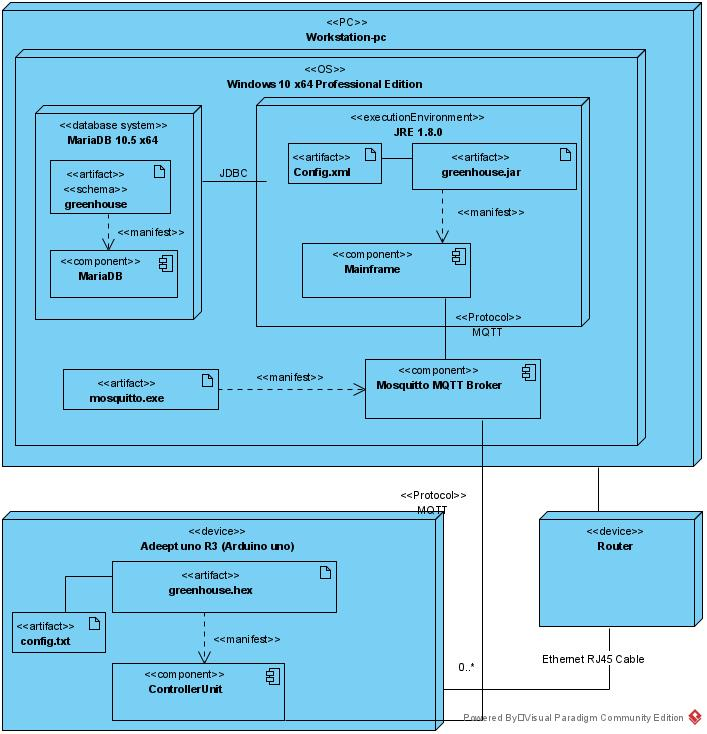 <<PC>>
Workstation-pc
<<OS>>
Windows 10 x64 Professional Edition
<<database system>>
MariaDB 10.5 x64
<<artifact>>
<<schema>>
greenhouse
<<manifest>>
<<component>>
MariaDB
JDBC
<<executionEnvironment>>
JRE 1.8.0
<<artifact>>
Config.xml
<<artifact>>
greenhouse.jar
<<manifest>>
<<component>>
Mainframe
<<Protocol>>
MQTT
<<artifact>>
mosquitto.exe
<<manifest>>
<<component>>
Mosquitto MQTT Broker
<<Protocol>>
MQTT
<<device>>
Adeept uno R3 (Arduino uno)
<<artifact>>
greenhouse.hex
<<artifact>>
config.txt
<<manifest>>
<<component>>
ControllerUnit
0..*
<<device>>
Router
Ethernet RJ45 Cable
Powered By Visual Paradigm Community Edition